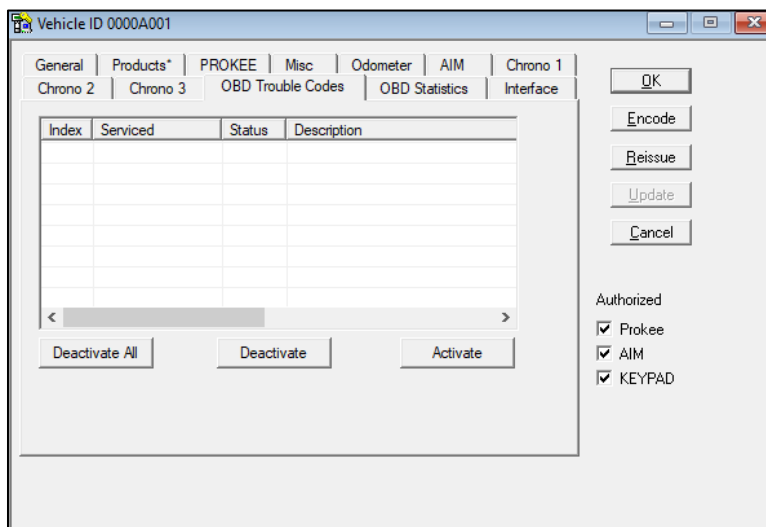 Vehicle ID 0000A001
General Products* PROKEE Misc Odometer AIM Chrono 1
Chrono 2 Chrono 3 OBD Trouble Codes OBD Statistics Interface
Index Serviced Status Description
Deactivate All Deactivate Activate
OK
Encode
Reissue
Update
Cancel
Authorized
Prokee
AIM
KEYPAD